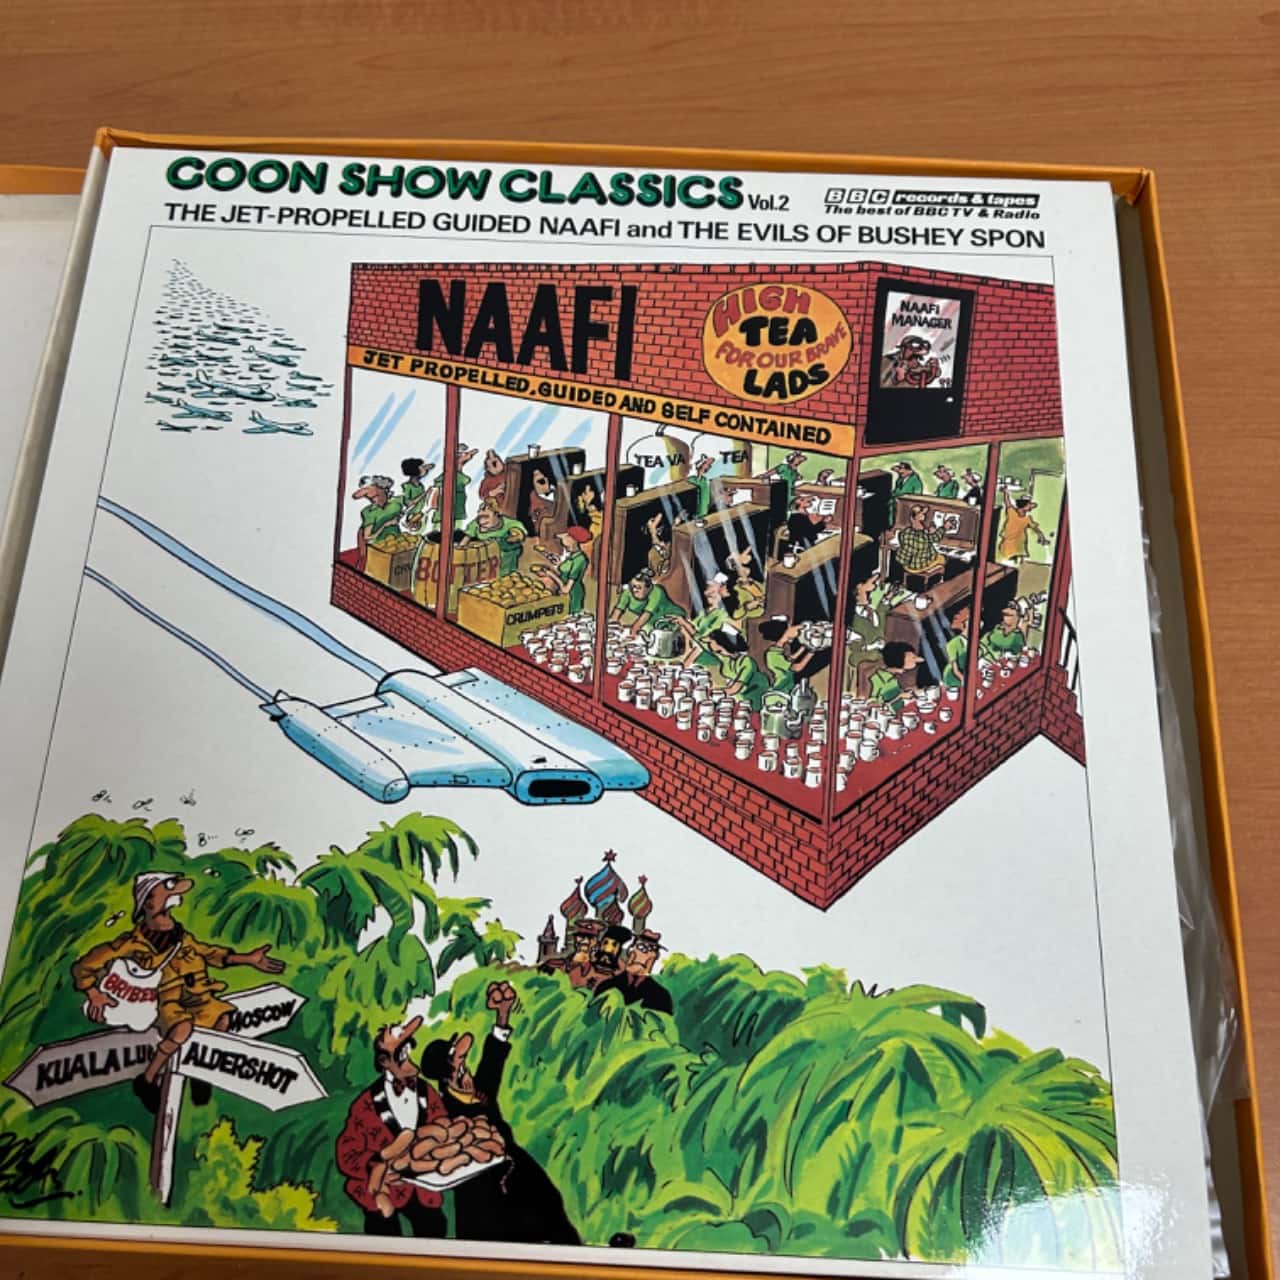 GOON SHOW CLASSICS Vol.2
BBC records & tapes
The best of BBC TV & Radio
THE JET-PROPELLED GUIDED NAAFI and THE EVILS OF BUSHEY SPON
NAAFI
HIGH
TEA
FOR OUR BRAVE
LADS
NAAFI
MANAGER
JET PROPELLED, GUIDED AND SELF CONTAINED
TEA VA
TEA
CRU
BUTTER
CRUMPETS
BRIBES
MOSCOW
KUALA LU
ALDERSHOT